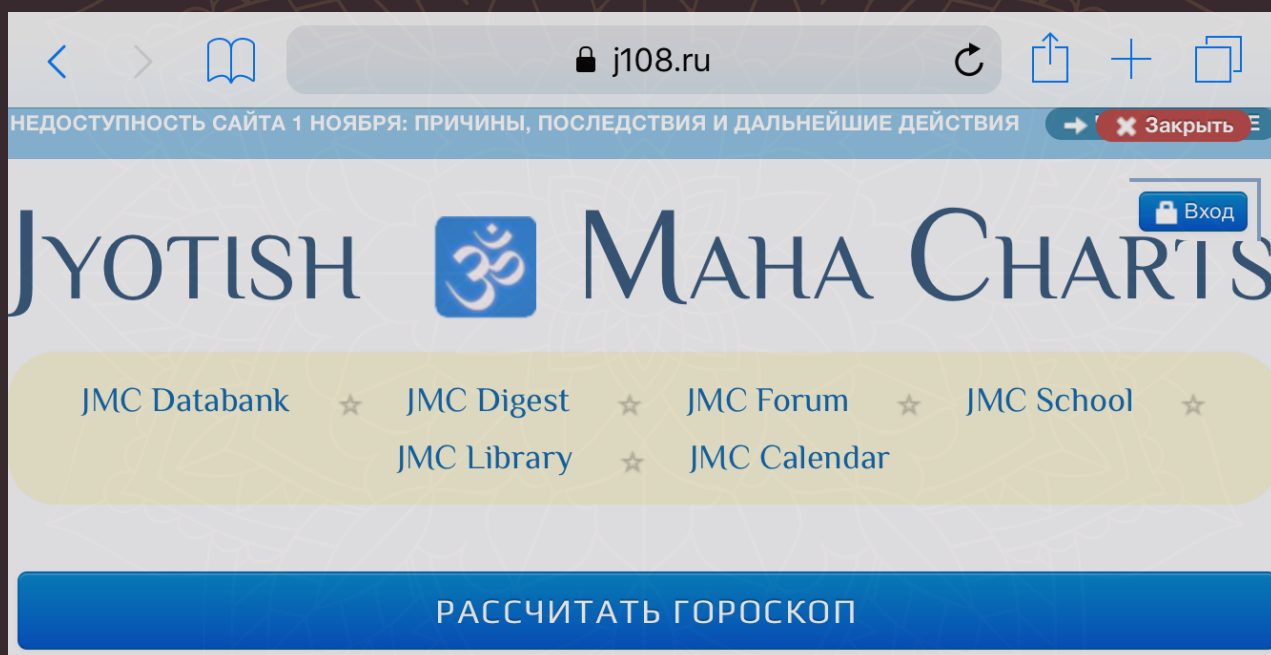 j108.ru
НЕДОСТУПНОСТЬ САЙТА 1 НОЯБРЯ: ПРИЧИНЫ, ПОСЛЕДСТВИЯ И ДАЛЬНЕЙШИЕ ДЕЙСТВИЯ
Закрыть
Вход
JYOTISH ॐ MAHA CHARTS
JMC Databank ☆ JMC Digest ☆ JMC Forum ☆ JMC School ☆
JMC Library ☆ JMC Calendar
РАССЧИТАТЬ ГОРОСКОП